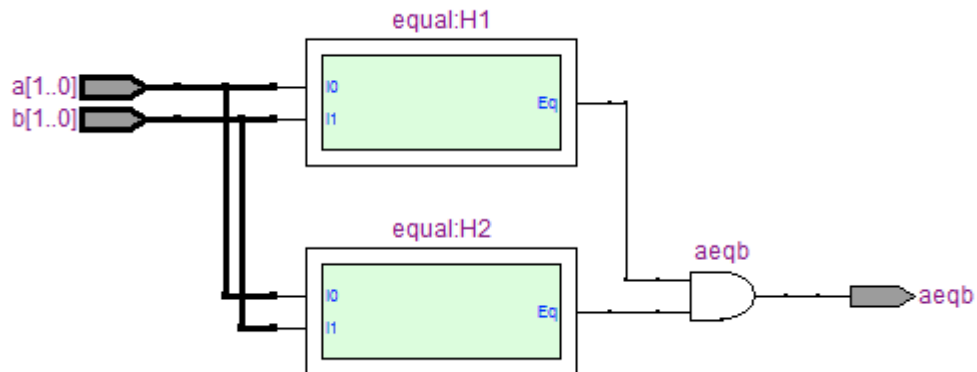 equal:H1
a[1..0]
b[1..0]
I0
I1
Eq
equal:H2
I0
I1
Eq
aeqb
aeqb